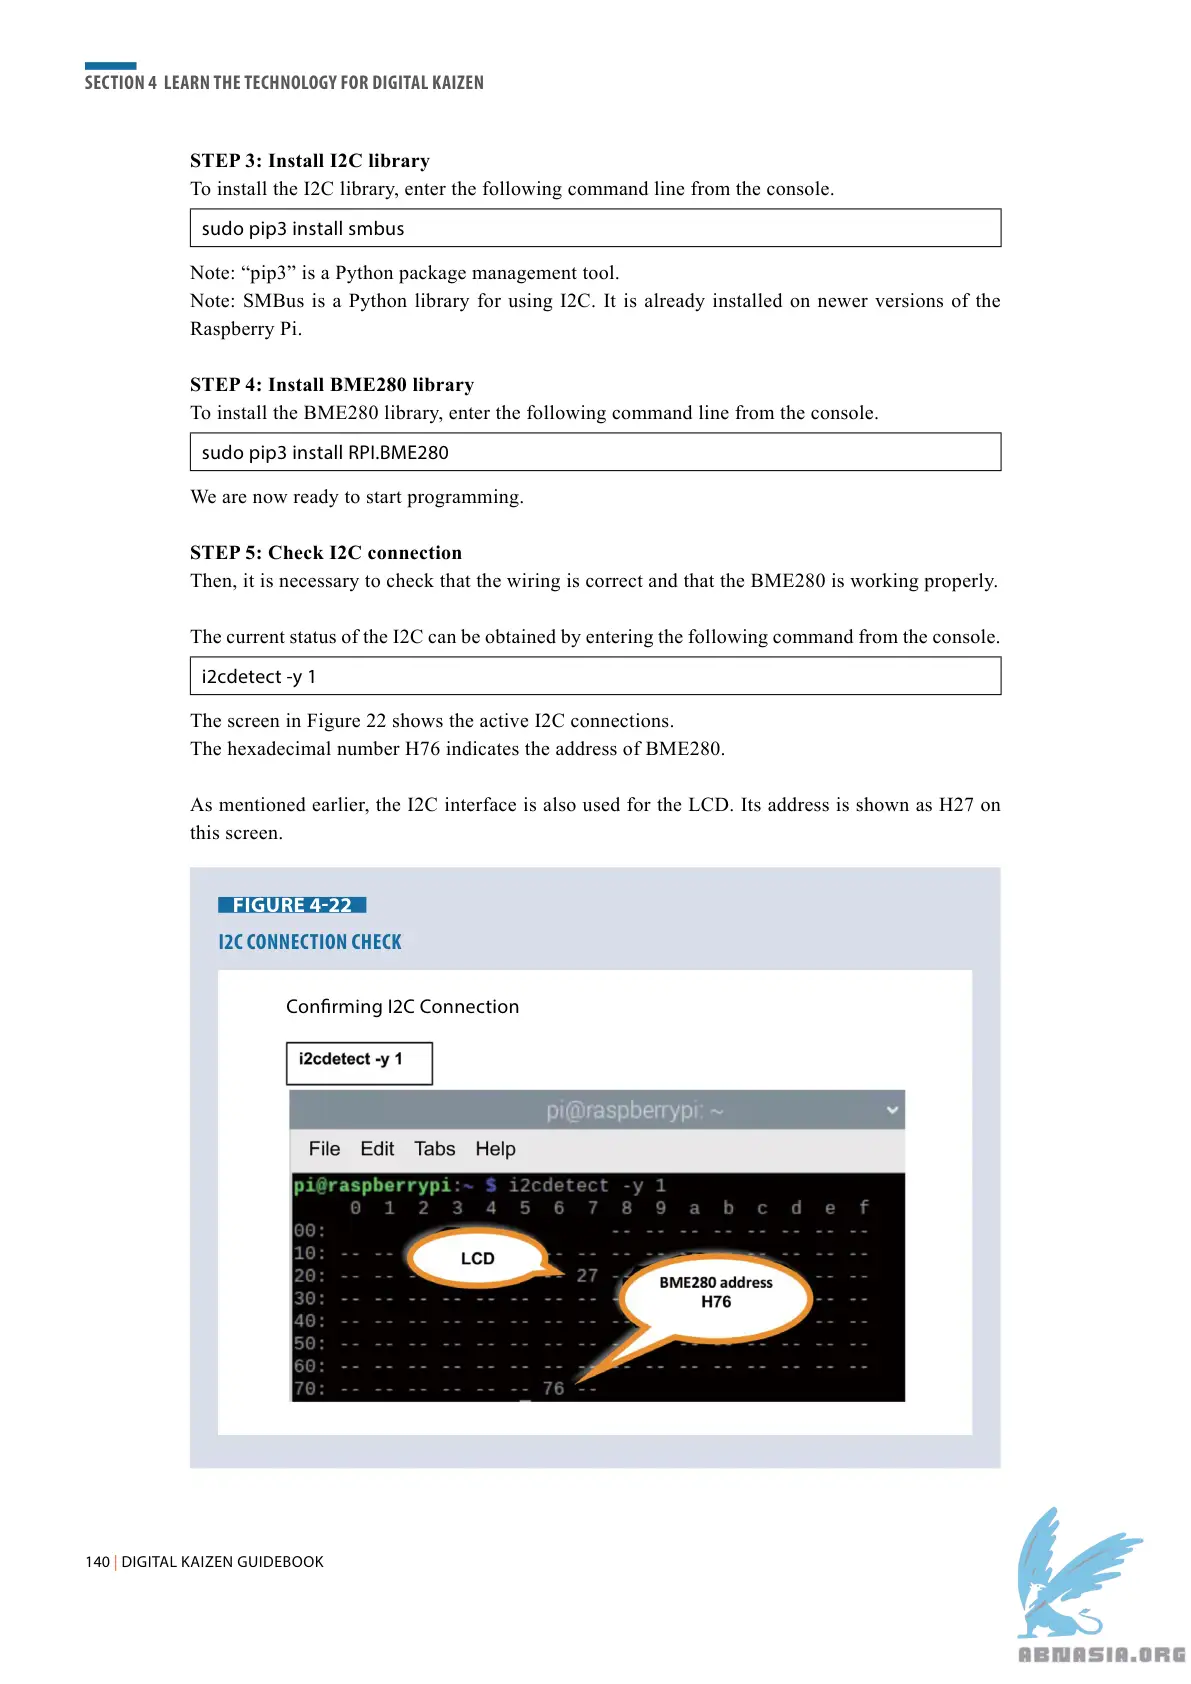 SECTION 4 LEARN THE TECHNOLOGY FOR DIGITAL KAIZEN
STEP 3: Install I2C library
To install the I2C library, enter the following command line from the console.
sudo pip3 install smbus
Note: “pip3” is a Python package management tool.
Note: SMBus is a Python library for using I2C. It is already installed on newer versions of the
Raspberry Pi.
STEP 4: Install BME280 library
To install the BME280 library, enter the following command line from the console.
sudo pip3 install RPI.BME280
We are now ready to start programming.
STEP 5: Check I2C connection
Then, it is necessary to check that the wiring is correct and that the BME280 is working properly.
The current status of the I2C can be obtained by entering the following command from the console.
i2cdetect -y 1
The screen in Figure 22 shows the active I2C connections.
The hexadecimal number H76 indicates the address of BME280.
As mentioned earlier, the I2C interface is also used for the LCD. Its address is shown as H27 on
this screen.
FIGURE 4-22
I2C CONNECTION CHECK
Confirming I2C Connection
i2cdetect -y 1
pi@raspberrypi: ~
File Edit Tabs Help
pi@raspberrypi:~ $ i2cdetect -y 1
0 1 2 3 4 5 6 7 8 9 a b c d e f
00: -- -- -- -- -- -- -- --
10: -- -- -- -- -- -- -- -- -- --
LCD
20: -- -- -- 27 -- -- --
BME280 address
H76
30: -- -- -- -- -- -- -- -- -- --
40: -- -- -- -- -- -- -- -- -- --
50: -- -- -- -- -- -- -- -- -- -- -- -- -- --
60: -- -- -- -- -- -- -- -- -- -- -- -- -- -- -- --
70: -- -- -- -- -- -- 76 --
140 | DIGITAL KAIZEN GUIDEBOOK
ABNASIA.ORG